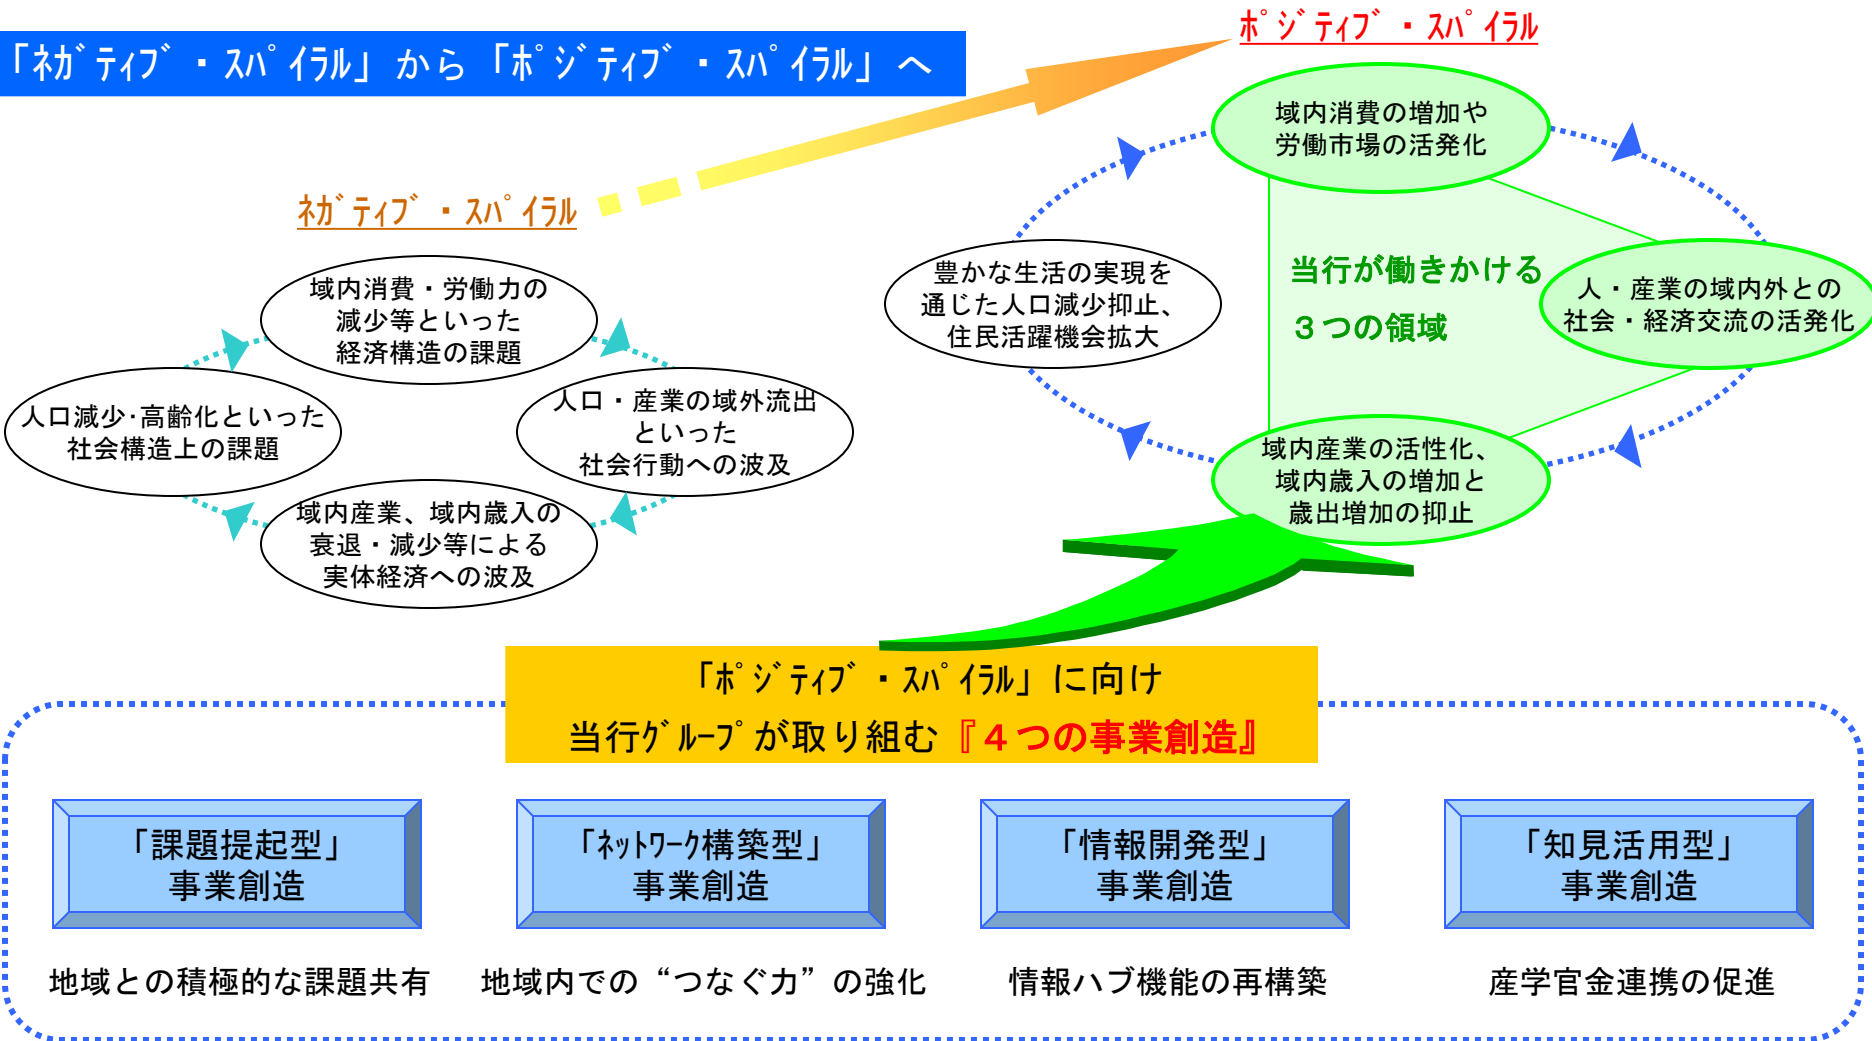 「ﾈｶﾞﾃｨﾌﾞ・ｽﾊﾟｲﾗﾙ」から「ﾎﾟｼﾞﾃｨﾌﾞ・ｽﾊﾟｲﾗﾙ」へ
ﾎﾟｼﾞﾃｨﾌﾞ・ｽﾊﾟｲﾗﾙ
ﾈｶﾞﾃｨﾌﾞ・ｽﾊﾟｲﾗﾙ
域内消費・労働力の
減少等といった
経済構造の課題
人口減少･高齢化といった
社会構造上の課題
人口・産業の域外流出
といった
社会行動への波及
域内産業、域内歳入の
衰退・減少等による
実体経済への波及
域内消費の増加や
労働市場の活発化
豊かな生活の実現を
通じた人口減少抑止、
住民活躍機会拡大
当行が働きかける
３つの領域
人・産業の域内外との
社会・経済交流の活発化
域内産業の活性化、
域内歳入の増加と
歳出増加の抑止
「ﾎﾟｼﾞﾃｨﾌﾞ・ｽﾊﾟｲﾗﾙ」に向け
当行ｸﾞﾙｰﾌﾟが取り組む『４つの事業創造』
「課題提起型」
事業創造
地域との積極的な課題共有
「ﾈｯﾄﾜｰｸ構築型」
事業創造
地域内での“つなぐ力”の強化
「情報開発型」
事業創造
情報ハブ機能の再構築
「知見活用型」
事業創造
産学官金連携の促進